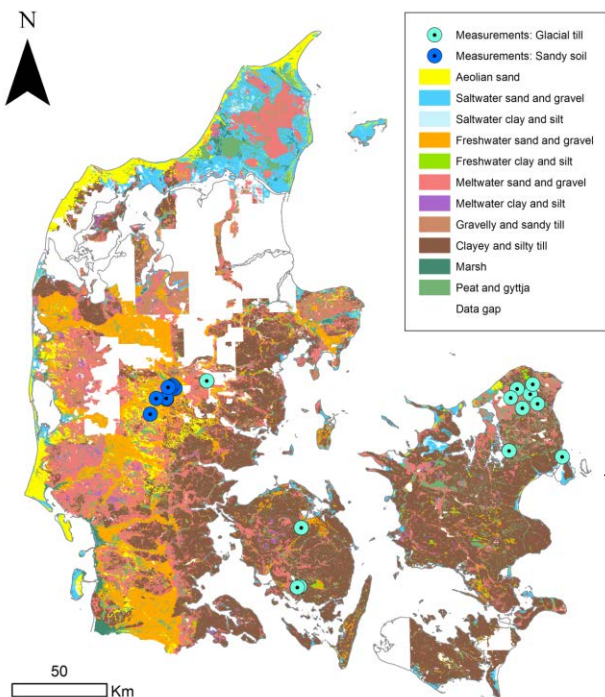 N
Measurements: Glacial till
Measurements: Sandy soil
Aeolian sand
Saltwater sand and gravel
Saltwater clay and silt
Freshwater sand and gravel
Freshwater clay and silt
Meltwater sand and gravel
Meltwater clay and silt
Gravelly and sandy till
Clayey and silty till
Marsh
Peat and gyttja
Data gap
50
Km